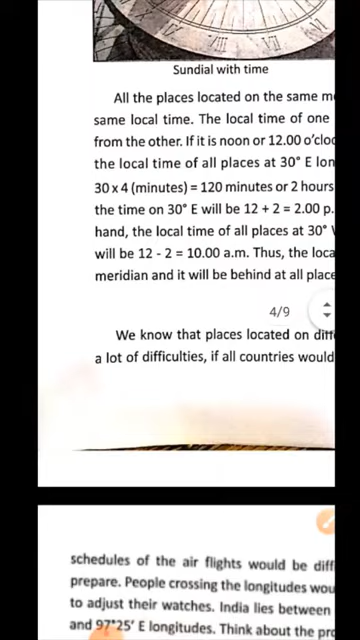 Sundial with time
All the places located on the same m
same local time. The local time of one
from the other. If it is noon or 12.00 o'cloc
the local time of all places at 30° E lon
30 x 4 (minutes) = 120 minutes or 2 hours
the time on 30° E will be 12 + 2 = 2.00 p.
hand, the local time of all places at 30°
will be 12 - 2 = 10.00 a.m. Thus, the loca
meridian and it will be behind at all place
4/9
We know that places located on diff
a lot of difficulties, if all countries would
schedules of the air flights would be diff
prepare. People crossing the longitudes wou
to adjust their watches. India lies between
and 97°25' E longitudes. Think about the pro